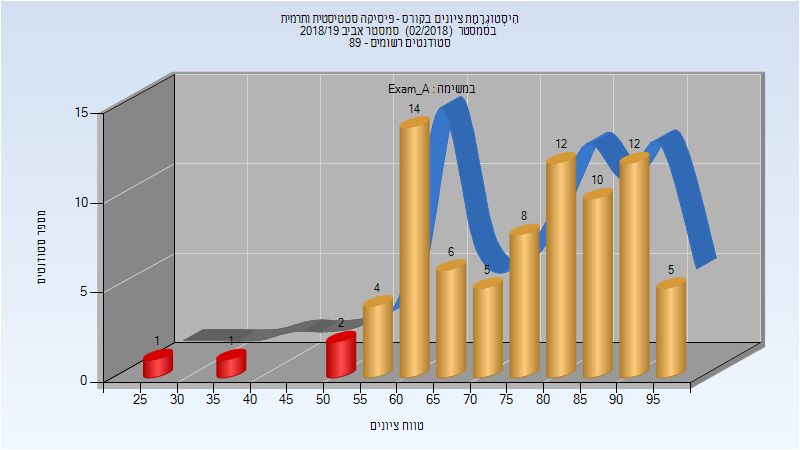 היסטוגרמת ציונים בקורס - פיסיקה סטטיסטית ותרמית
בסמסטר (02/2018) סמסטר אביב 2018/19
סטודנטים רשומים - 89
במשימה : Exam_A
מספר סטודנטים
15
10
5
0
1
1
2
4
14
6
5
8
12
10
12
5
25 30 35 40 45 50 55 60 65 70 75 80 85 90 95
טווח ציונים